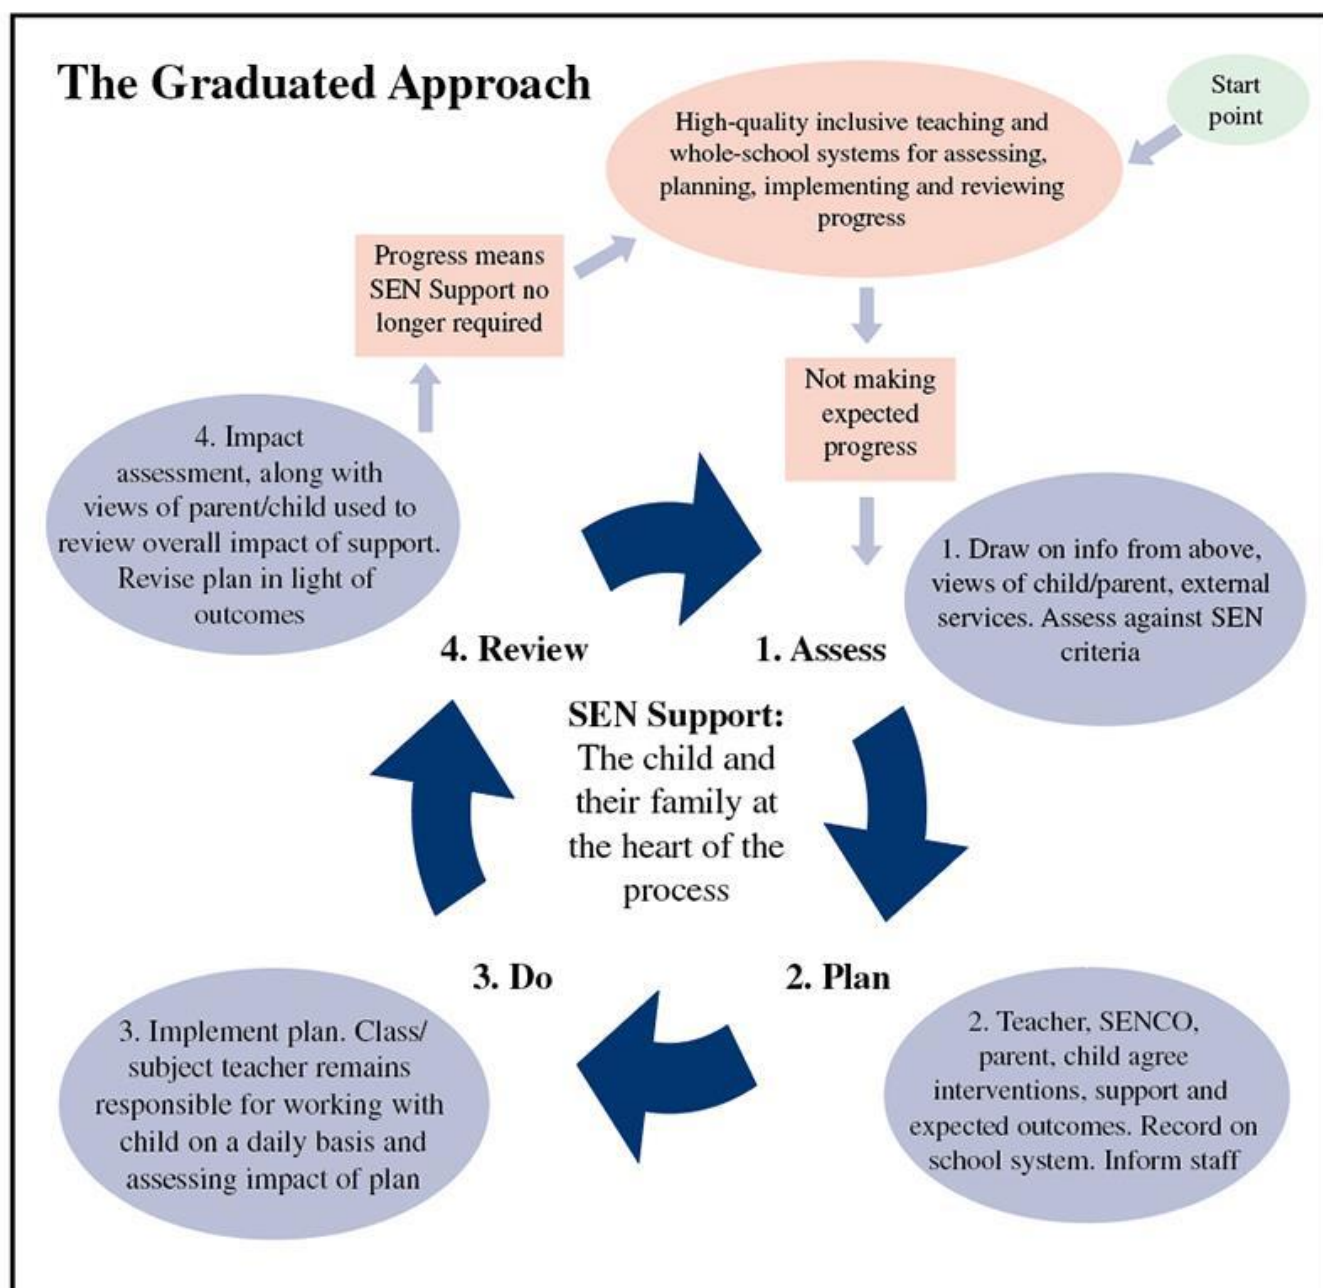 The Graduated Approach
Start
point
High-quality inclusive teaching and
whole-school systems for assessing,
planning, implementing and reviewing
progress
Progress means
SEN Support no
longer required
Not making
expected
progress
4. Impact
assessment, along with
views of parent/child used to
review overall impact of support.
Revise plan in light of
outcomes
1. Draw on info from above,
views of child/parent, external
services. Assess against SEN
criteria
4. Review
1. Assess
SEN Support:
The child and
their family at
the heart of the
process
3. Do
2. Plan
3. Implement plan. Class/
subject teacher remains
responsible for working with
child on a daily basis and
assessing impact of plan
2. Teacher, SENCO,
parent, child agree
interventions, support and
expected outcomes. Record on
school system. Inform staff